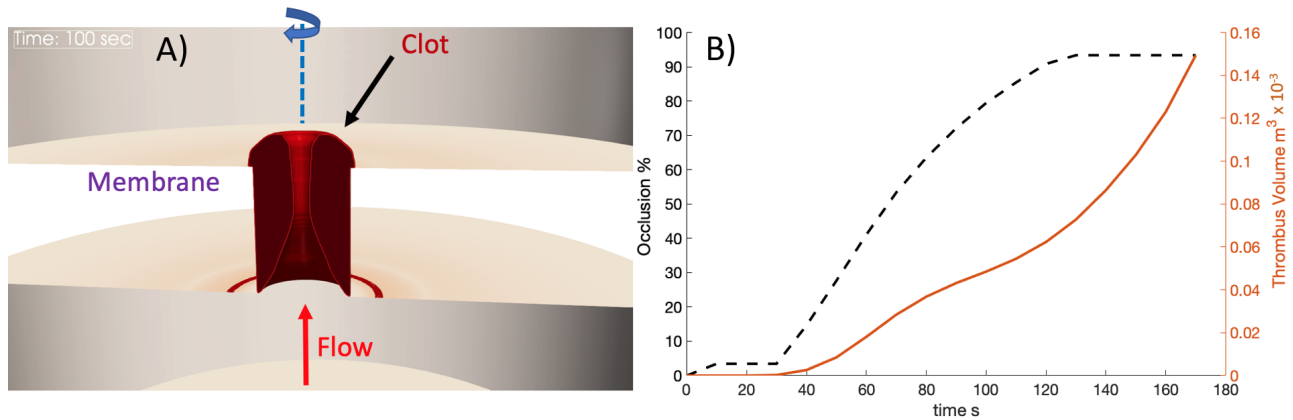 Time: 100 sec
A)
Clot
Membrane
Flow
B)
100
90
80
70
60
50
40
30
20
10
0
Occlusion %
0.16
0.14
0.12
0.1
0.08
0.06
0.04
0.02
0
Thrombus Volume m³ x 10⁻³
0 20 40 60 80 100 120 140 160 180
time s